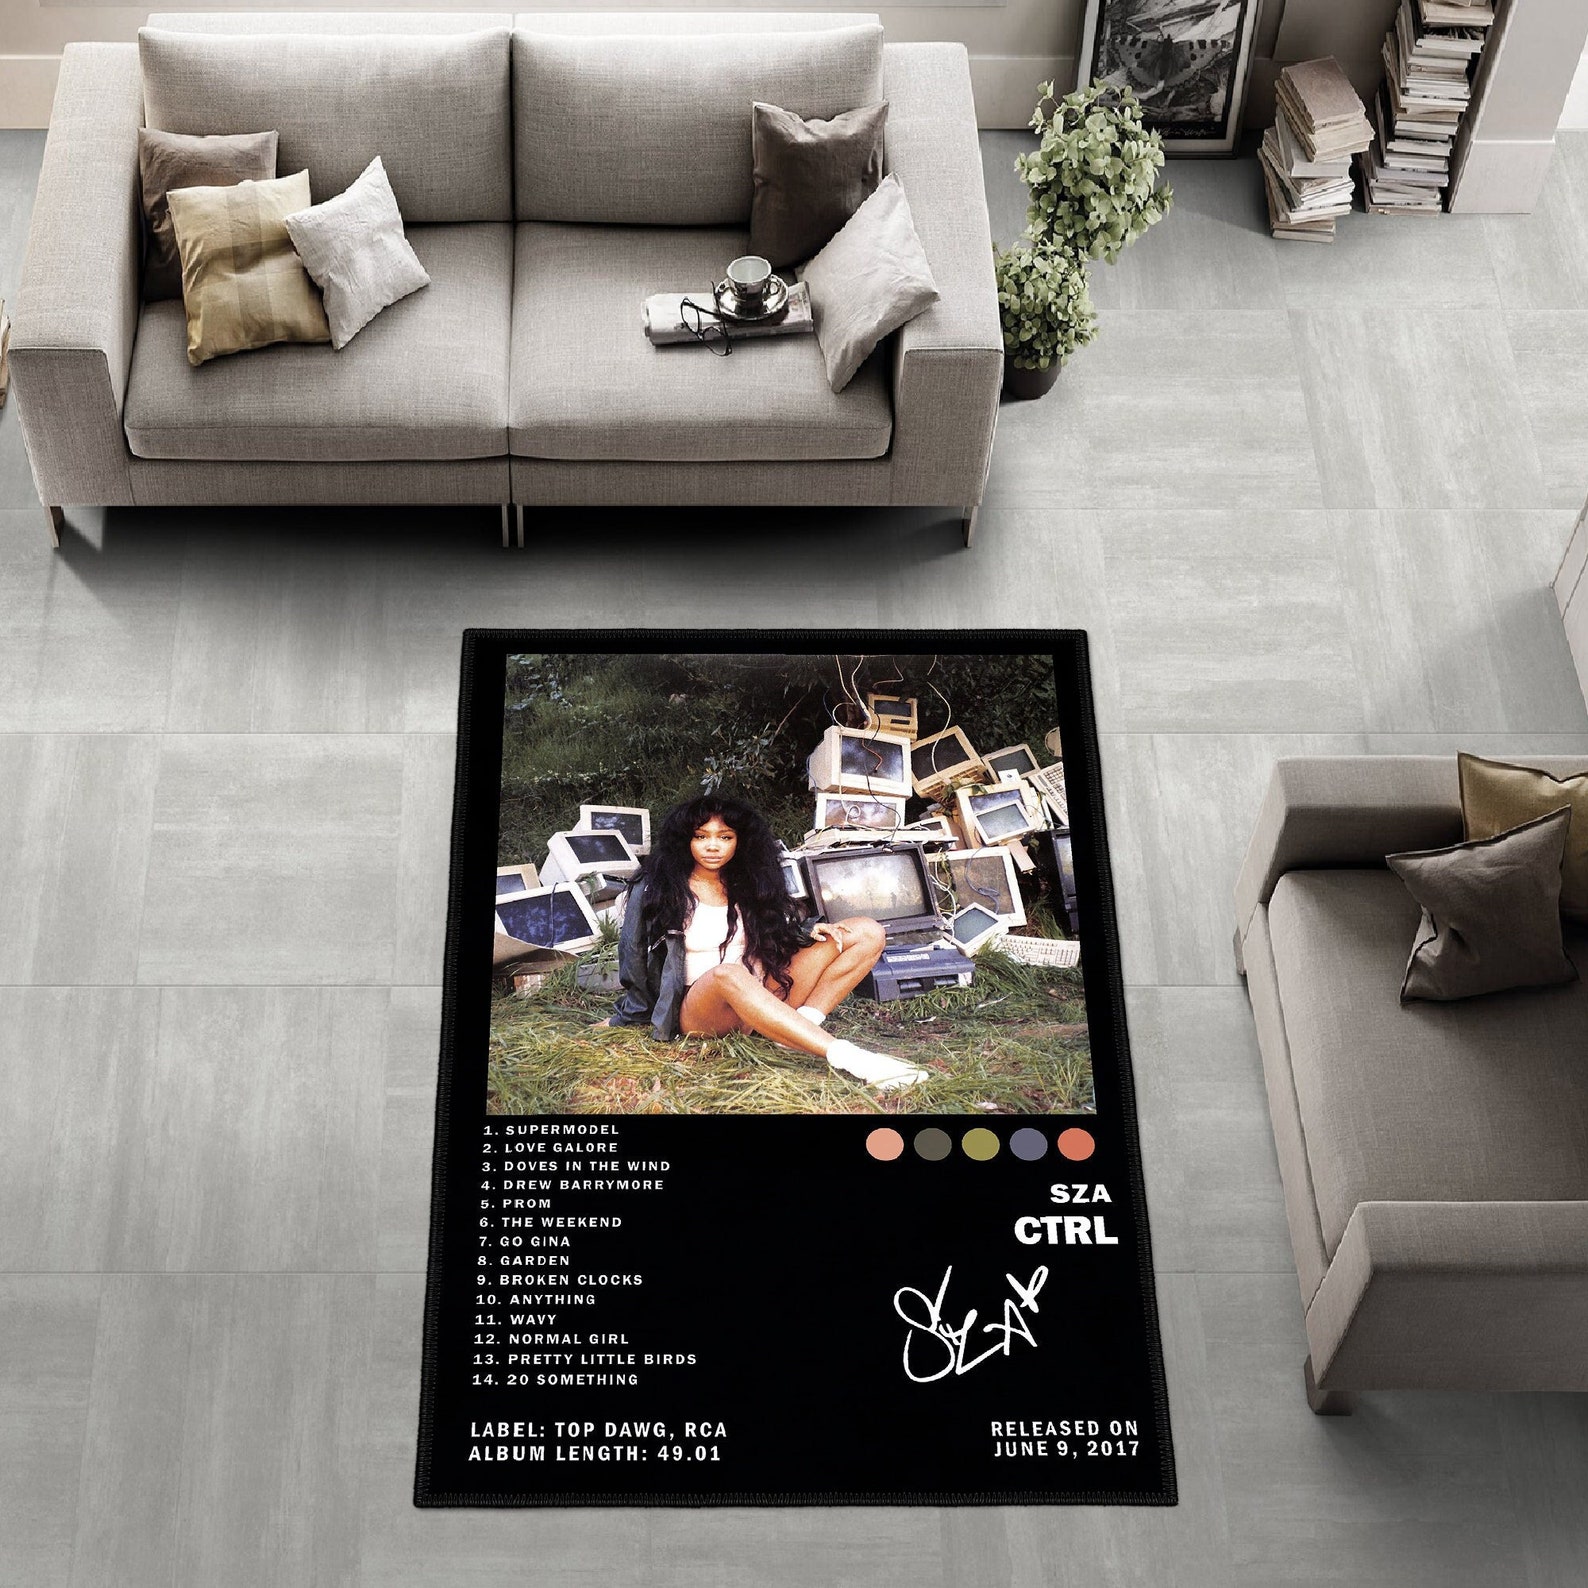 1. SUPERMODEL
2. LOVE GALORE
3. DOVES IN THE WIND
4. DREW BARRYMORE
5. PROM
6. THE WEEKEND
7. GO GINA
8. GARDEN
9. BROKEN CLOCKS
10. ANYTHING
11. WAVY
12. NORMAL GIRL
13. PRETTY LITTLE BIRDS
14. 20 SOMETHING
SZA
CTRL
SZA
LABEL: TOP DAWG, RCA
ALBUM LENGTH: 49.01
RELEASED ON
JUNE 9, 2017